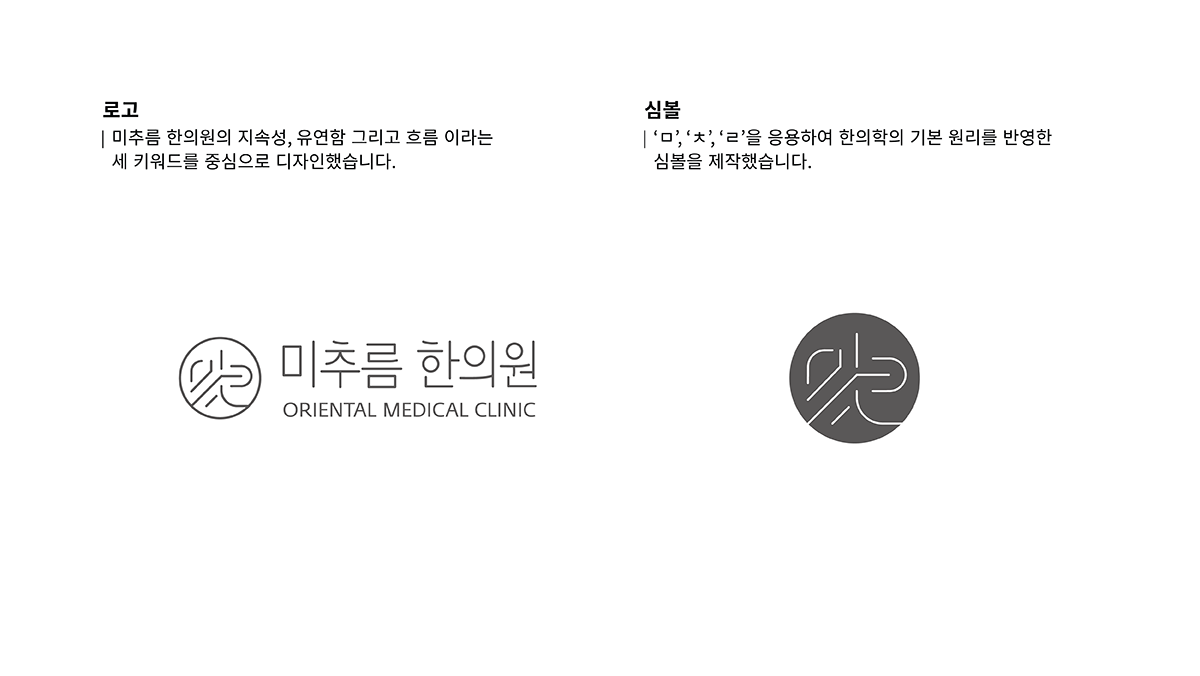 로고
미추름 한의원의 지속성, 유연함 그리고 흐름 이라는
세 키워드를 중심으로 디자인했습니다.
심볼
‘ㅁ’, ‘ㅊ’, ‘ㄹ’을 응용하여 한의학의 기본 원리를 반영한
심볼을 제작했습니다.
미추름 한의원
ORIENTAL MEDICAL CLINIC